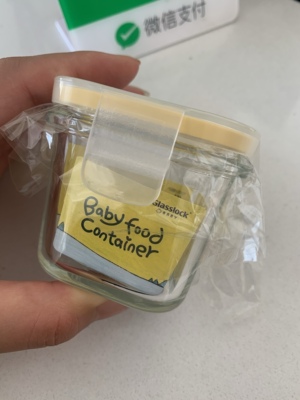 微信支付
Glasslock
Baby food
Container